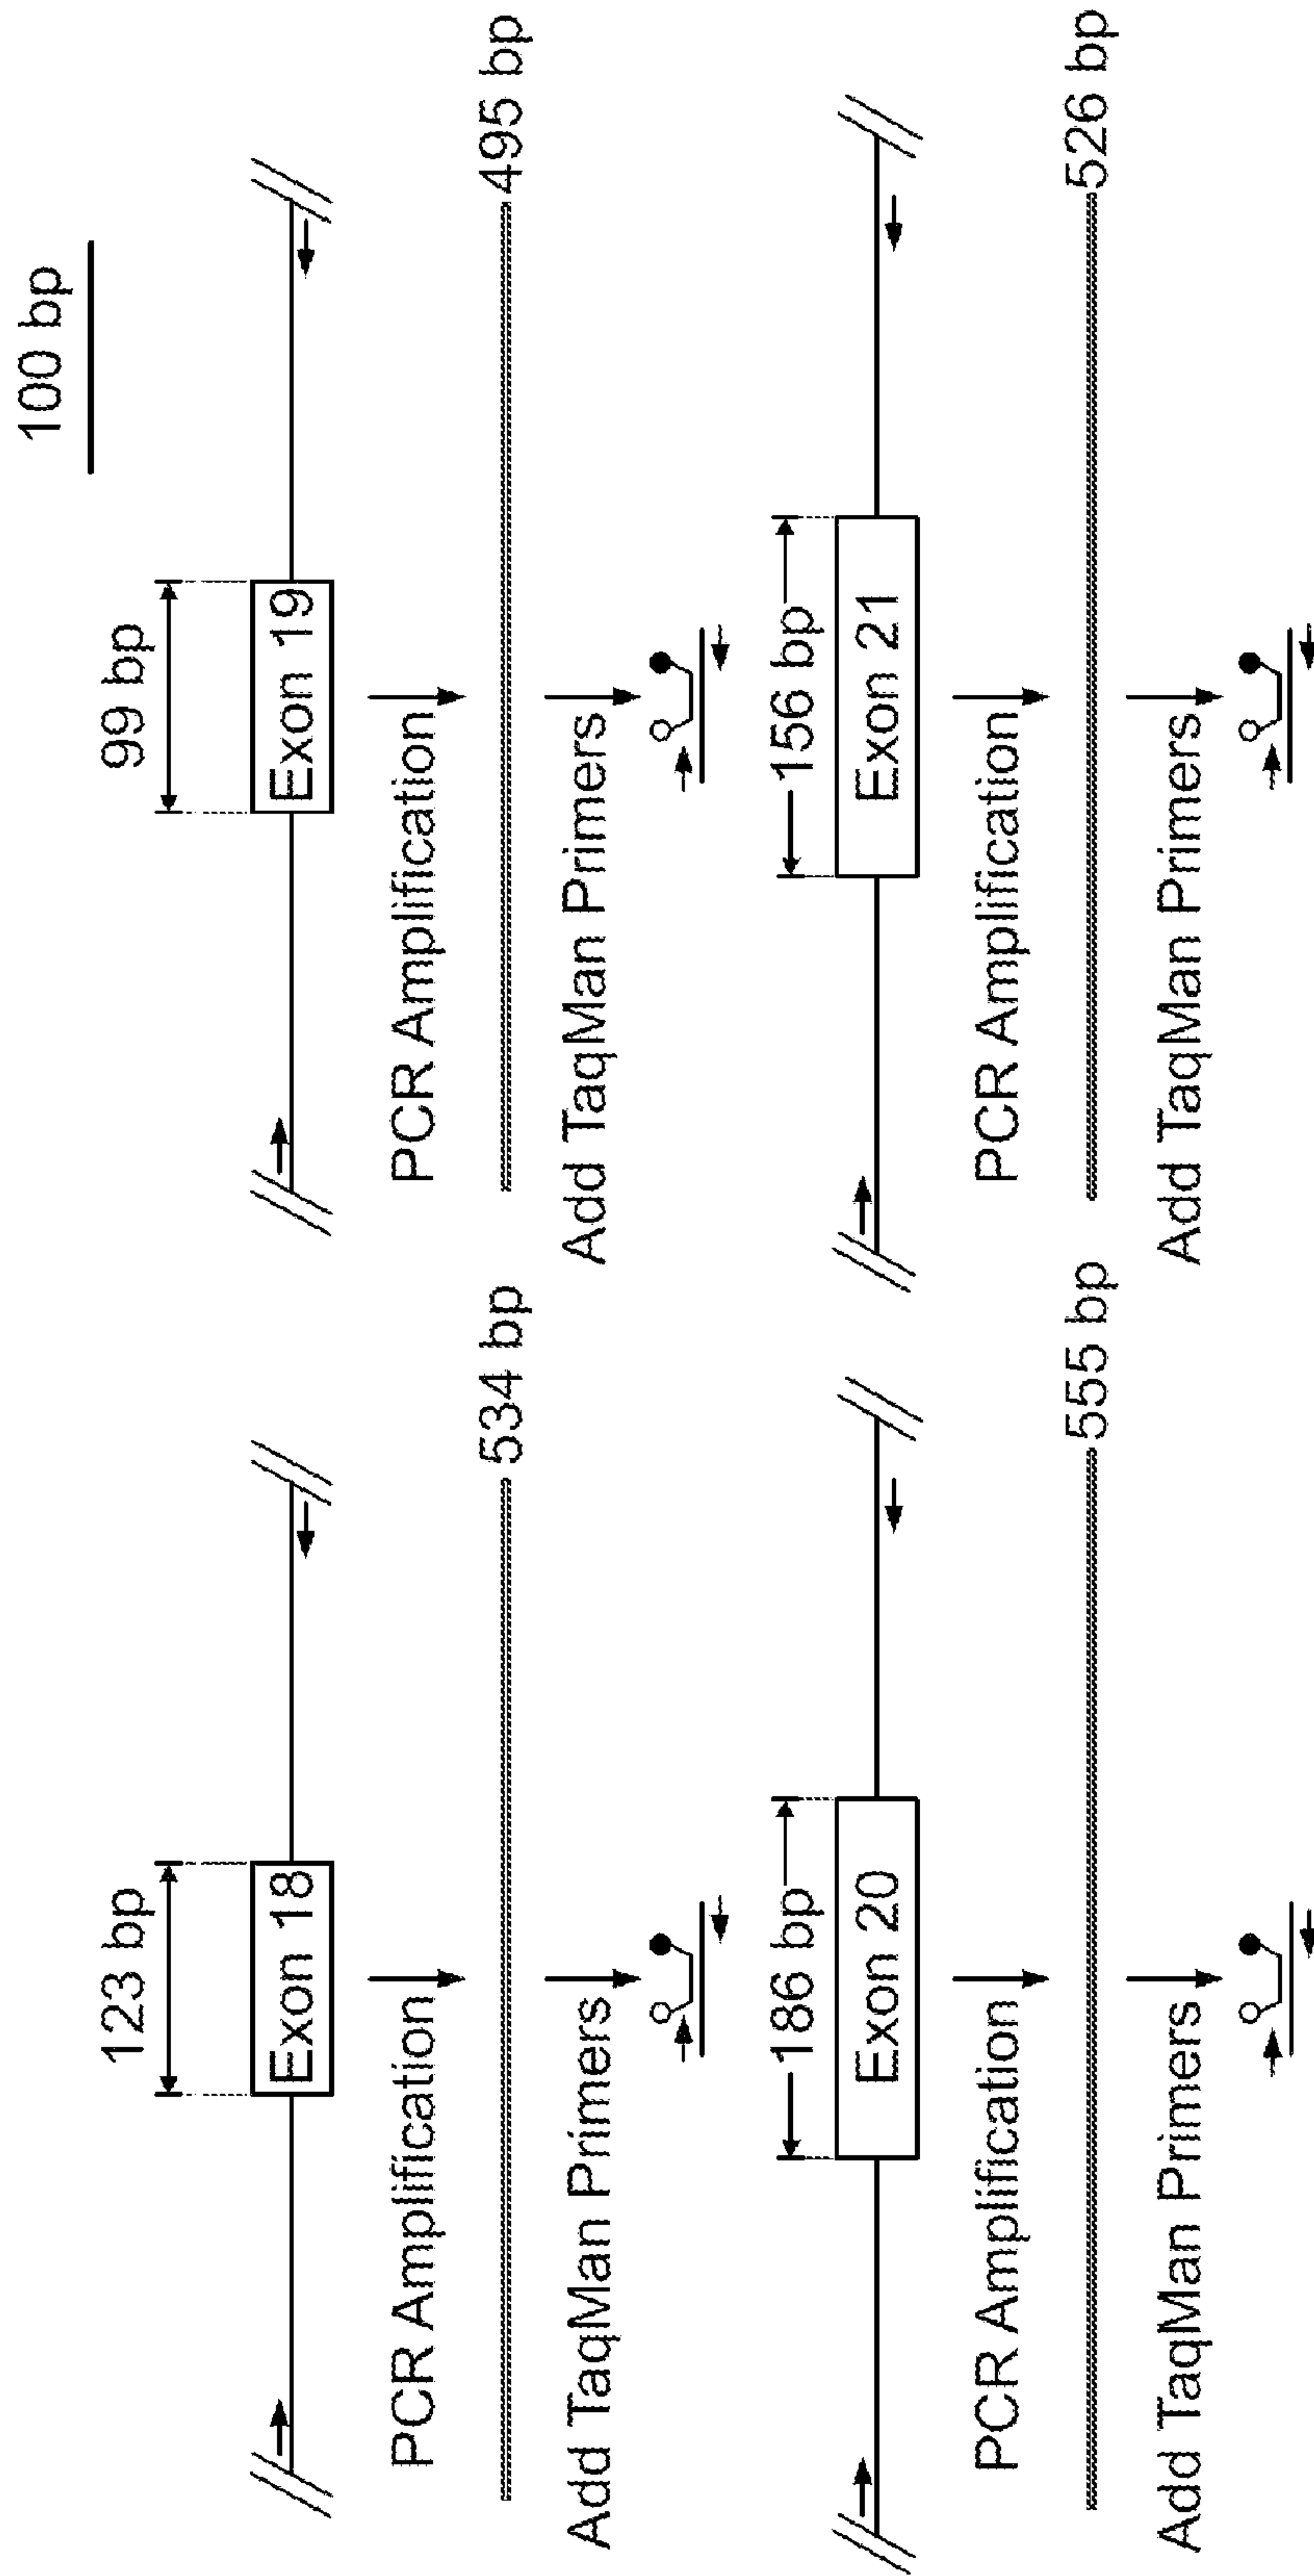 100 bp
123 bp
Exon 18
PCR Amplification
534 bp
Add TaqMan Primers
99 bp
Exon 19
PCR Amplification
495 bp
Add TaqMan Primers
186 bp
Exon 20
PCR Amplification
555 bp
Add TaqMan Primers
156 bp
Exon 21
PCR Amplification
526 bp
Add TaqMan Primers